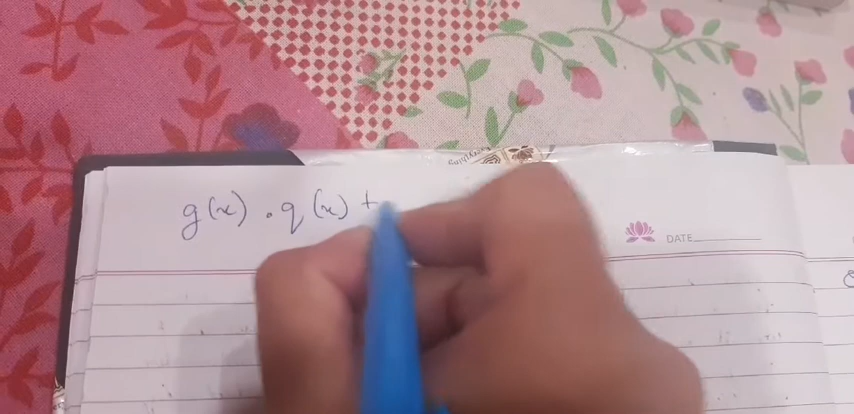 g(x) . q(x) +
DATE